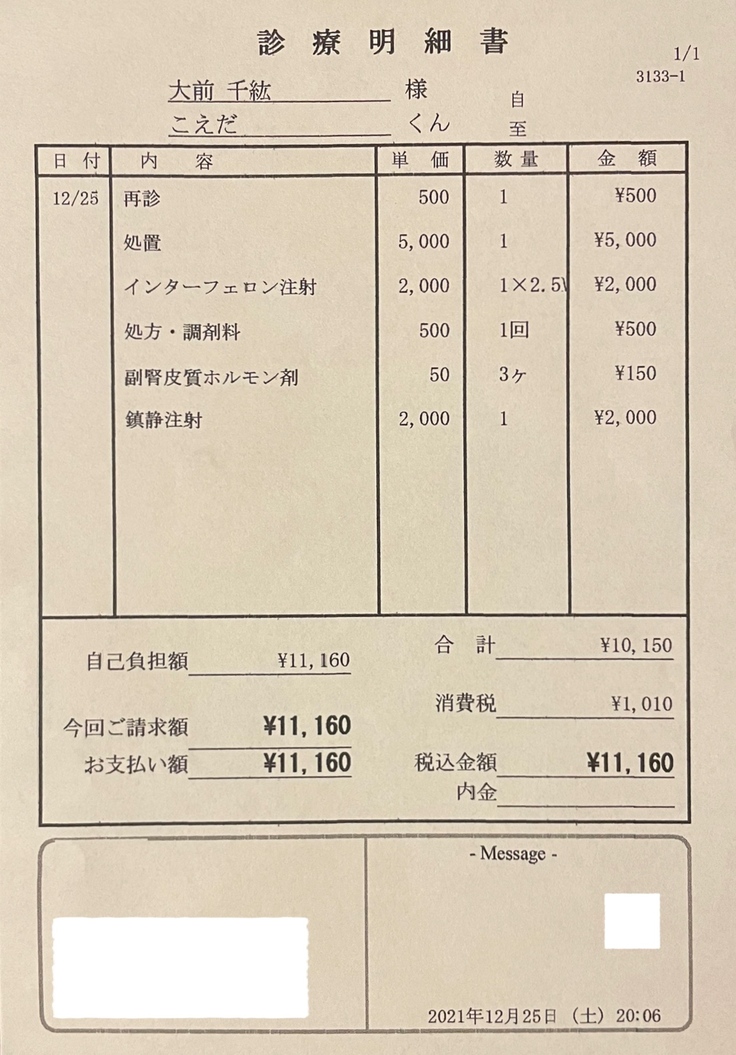 診療明細書
1/1
3133-1
大前 千紘 様
自
こえだ くん
至
日付 内容 単価 数量 金額
12/25 再診 500 1 ¥500
処置 5,000 1 ¥5,000
インターフェロン注射 2,000 1×2.5 ¥2,000
処方・調剤料 500 1回 ¥500
副腎皮質ホルモン剤 50 3ヶ ¥150
鎮静注射 2,000 1 ¥2,000
合計 ¥10,150
自己負担額 ¥11,160
消費税 ¥1,010
今回ご請求額 ¥11,160
お支払い額 ¥11,160
税込金額 ¥11,160
内金
- Message -
2021年12月25日 (土) 20:06